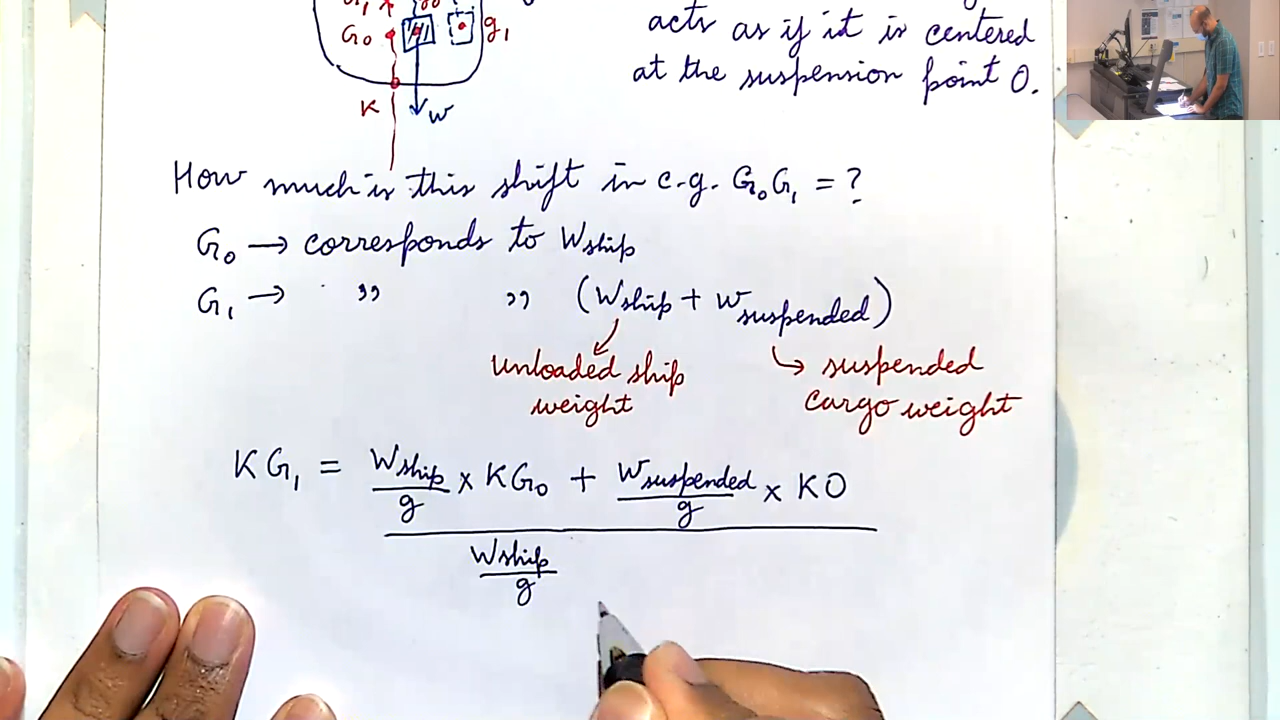 G₀ g₁
acts as if it is centered
K W at the suspension point O.
How much is this shift in c.g. G₀G₁ = ?
G₀ → corresponds to Wship
G₁ → " " (Wship + Wsuspended)
unloaded ship weight
suspended cargo weight
KG₁ = Wship/g × KG₀ + Wsuspended/g × KO
Wship/g